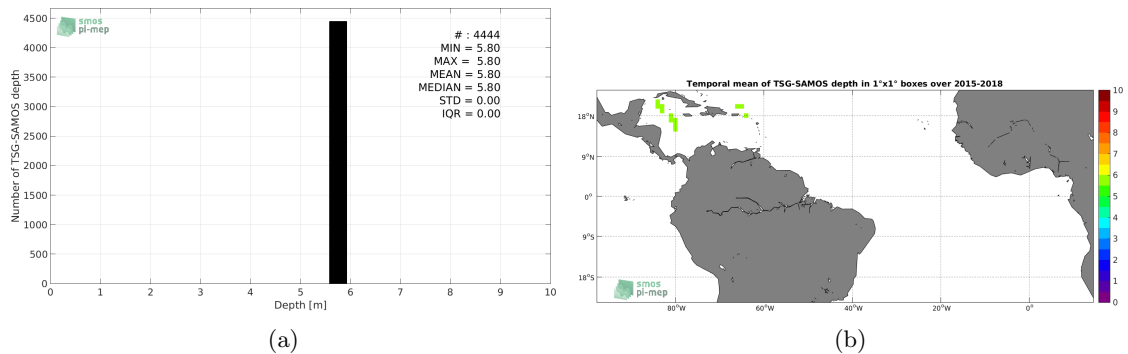 4500
4000
3500
3000
2500
2000
1500
1000
500
0
Number of TSG-SAMOS depth
smos
pi-mep
# : 4444
MIN = 5.80
MAX = 5.80
MEAN = 5.80
MEDIAN = 5.80
STD = 0.00
IQR = 0.00
0 1 2 3 4 5 6 7 8 9 10
Depth [m]
(a)
Temporal mean of TSG-SAMOS depth in 1°x1° boxes over 2015-2018
18°N
9°N
0°
9°S
18°S
smos
pi-mep
80°W 60°W 40°W 20°W 0°
10
9
8
7
6
5
4
3
2
1
0
(b)